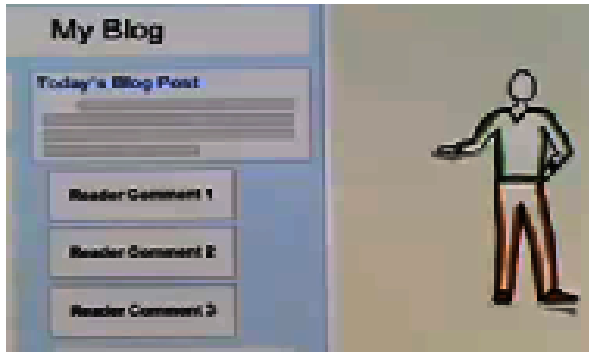 My Blog
Today's Blog Post
Reader Comment 1
Reader Comment 2
Reader Comment 3